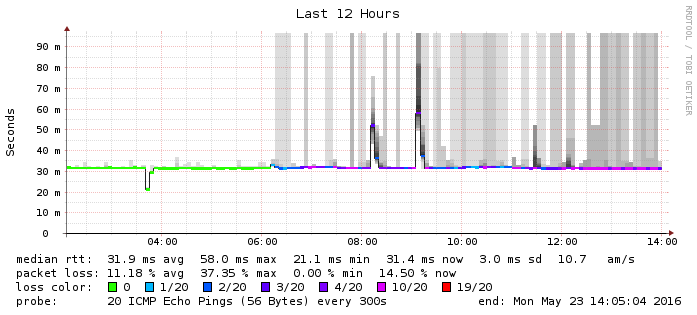 Last 12 Hours
RRDTOOL / TOBI OETIKER
Seconds
90 m
80 m
70 m
60 m
50 m
40 m
30 m
20 m
10 m
0
04:00 06:00 08:00 10:00 12:00 14:00
median rtt: 31.9 ms avg 58.0 ms max 21.1 ms min 31.4 ms now 3.0 ms sd 10.7 am/s
packet loss: 11.18 % avg 37.35 % max 0.00 % min 14.50 % now
loss color: 0 1/20 2/20 3/20 4/20 10/20 19/20
probe: 20 ICMP Echo Pings (56 Bytes) every 300s end: Mon May 23 14:05:04 2016